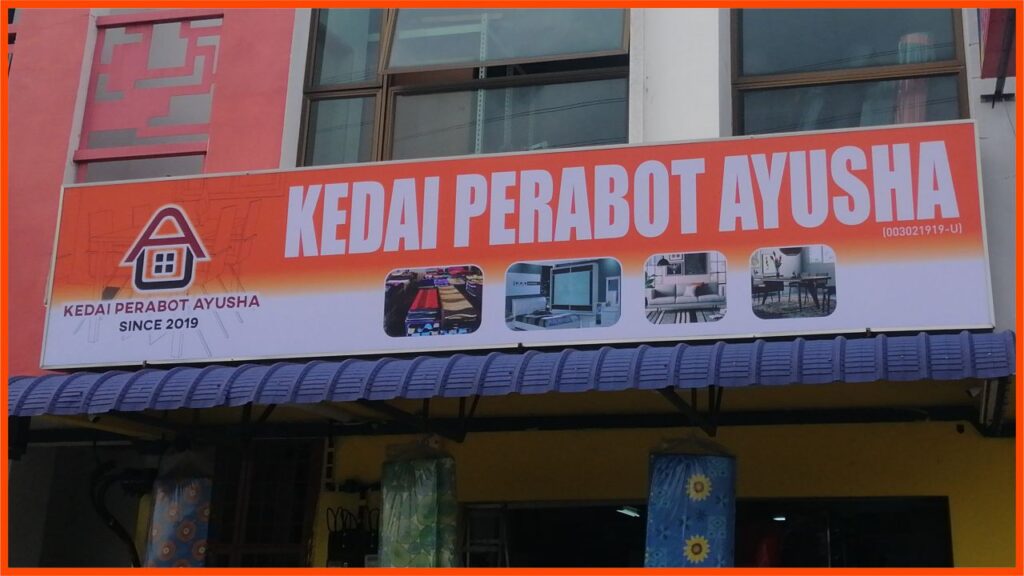 KEDAI PERABOT AYUSHA
(003021919-U)
KEDAI PERABOT AYUSHA
SINCE 2019